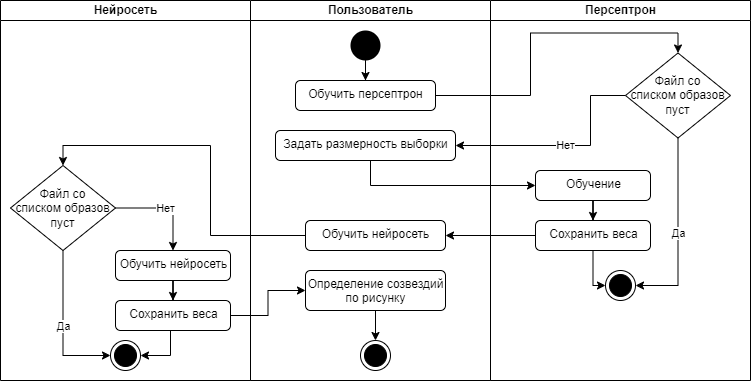 Нейросеть
Пользователь
Персептрон
Обучить персептрон
Файл со
списком образов
пуст
Задать размерность выборки
Нет
Обучение
Файл со
списком образов
пуст
Нет
Обучить нейросеть
Сохранить веса
Да
Обучить нейросеть
Определение созвездий
по рисунку
Сохранить веса
Да